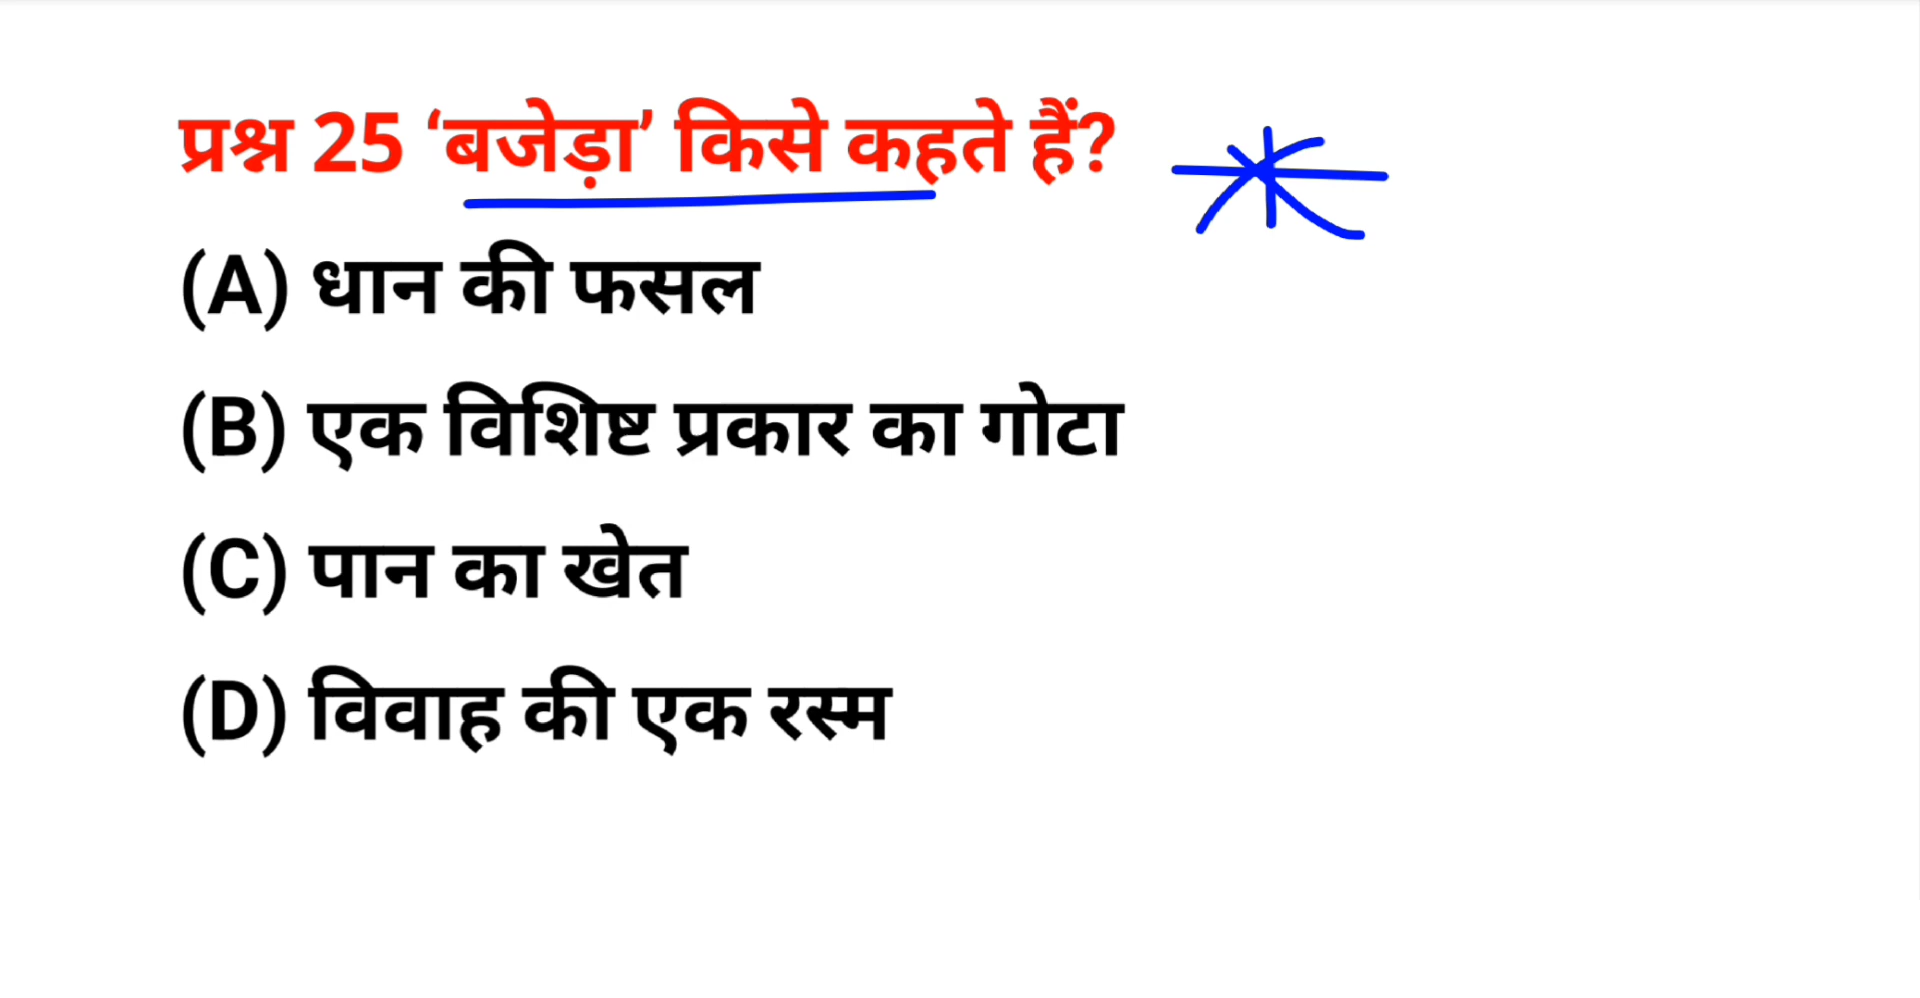 प्रश्न 25 ‘बजेड़ा’ किसे कहते हैं?
(A) धान की फसल
(B) एक विशिष्ट प्रकार का गोटा
(C) पान का खेत
(D) विवाह की एक रस्म